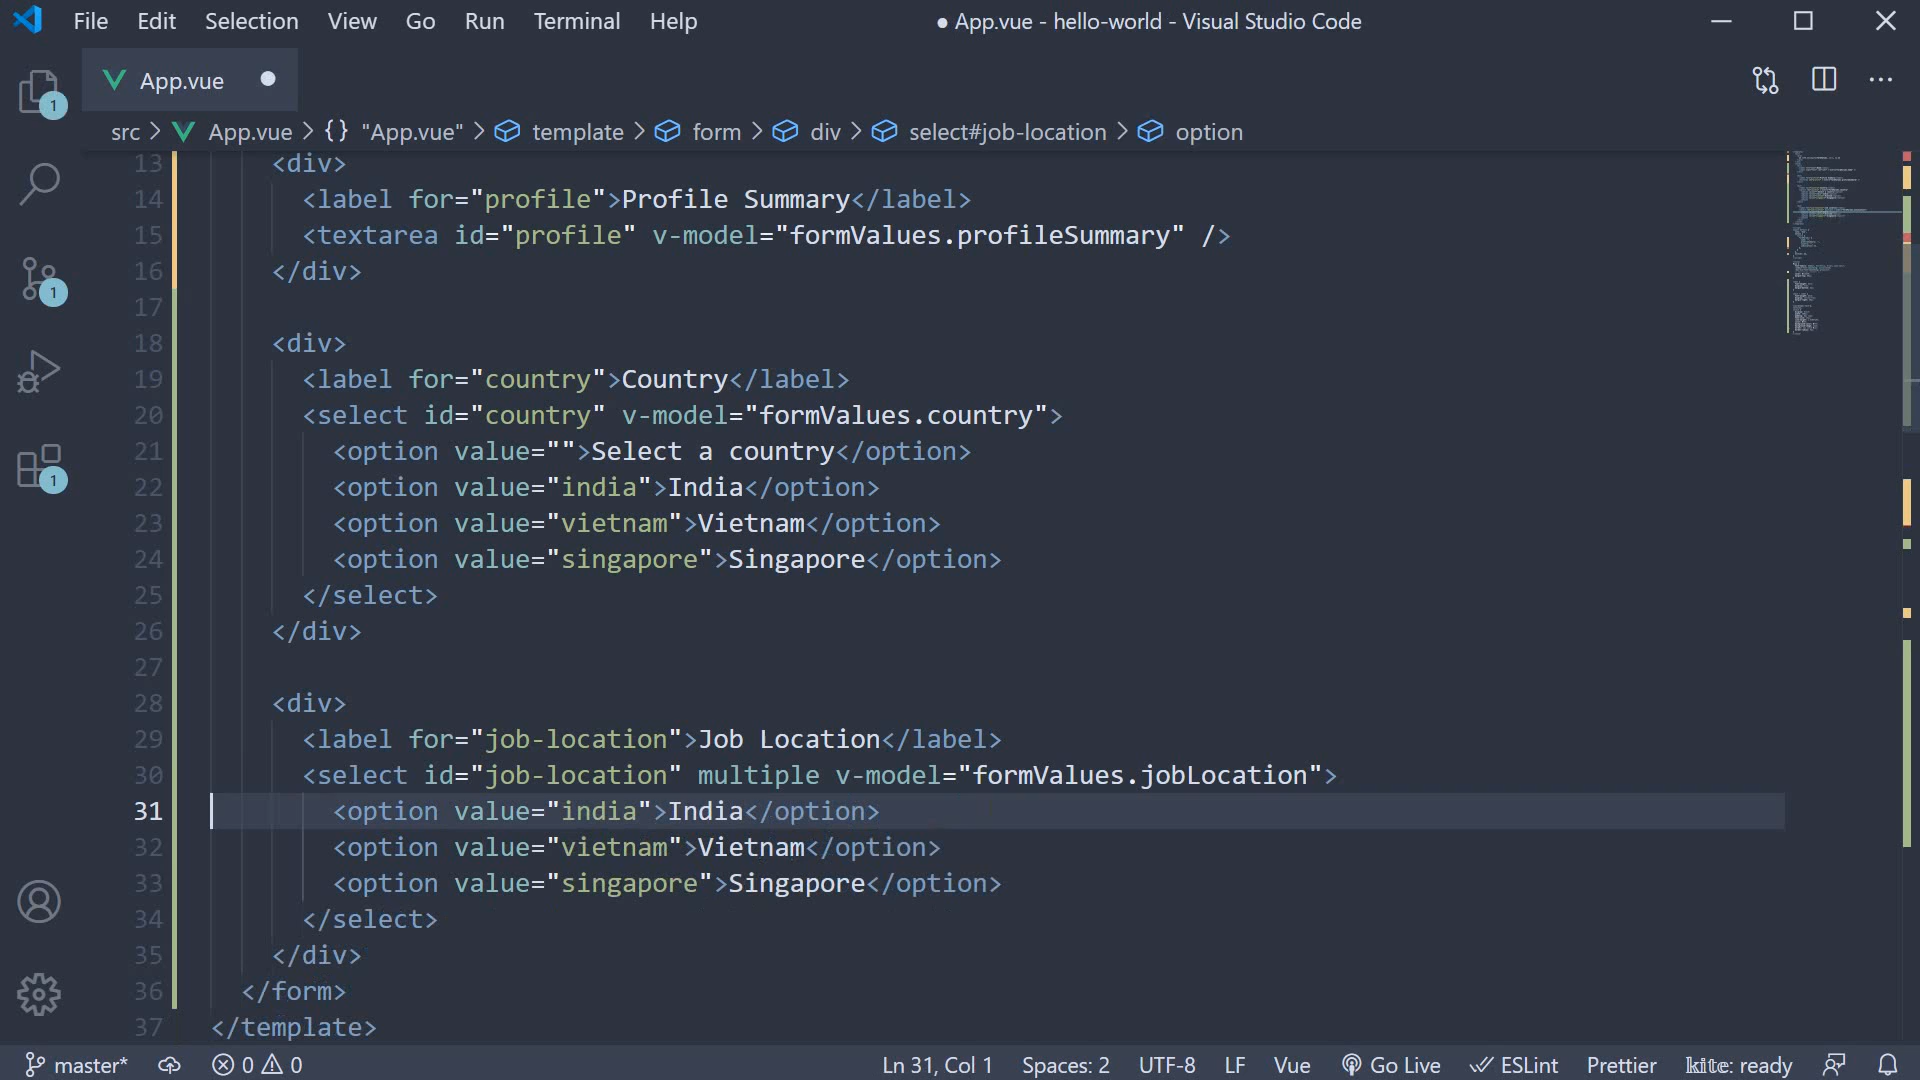 File Edit Selection View Go Run Terminal Help ● App.vue - hello-world - Visual Studio Code
App.vue
1
1
1
src > App.vue > {} "App.vue" > template > form > div > select#job-location > option
13 <div>
14 <label for="profile">Profile Summary</label>
15 <textarea id="profile" v-model="formValues.profileSummary" />
16 </div>
17
18 <div>
19 <label for="country">Country</label>
20 <select id="country" v-model="formValues.country">
21 <option value="">Select a country</option>
22 <option value="india">India</option>
23 <option value="vietnam">Vietnam</option>
24 <option value="singapore">Singapore</option>
25 </select>
26 </div>
27
28 <div>
29 <label for="job-location">Job Location</label>
30 <select id="job-location" multiple v-model="formValues.jobLocation">
31 <option value="india">India</option>
32 <option value="vietnam">Vietnam</option>
33 <option value="singapore">Singapore</option>
34 </select>
35 </div>
36 </form>
37 </template>
master* 0 0 Ln 31, Col 1 Spaces: 2 UTF-8 LF Vue Go Live ESLint Prettier kite: ready